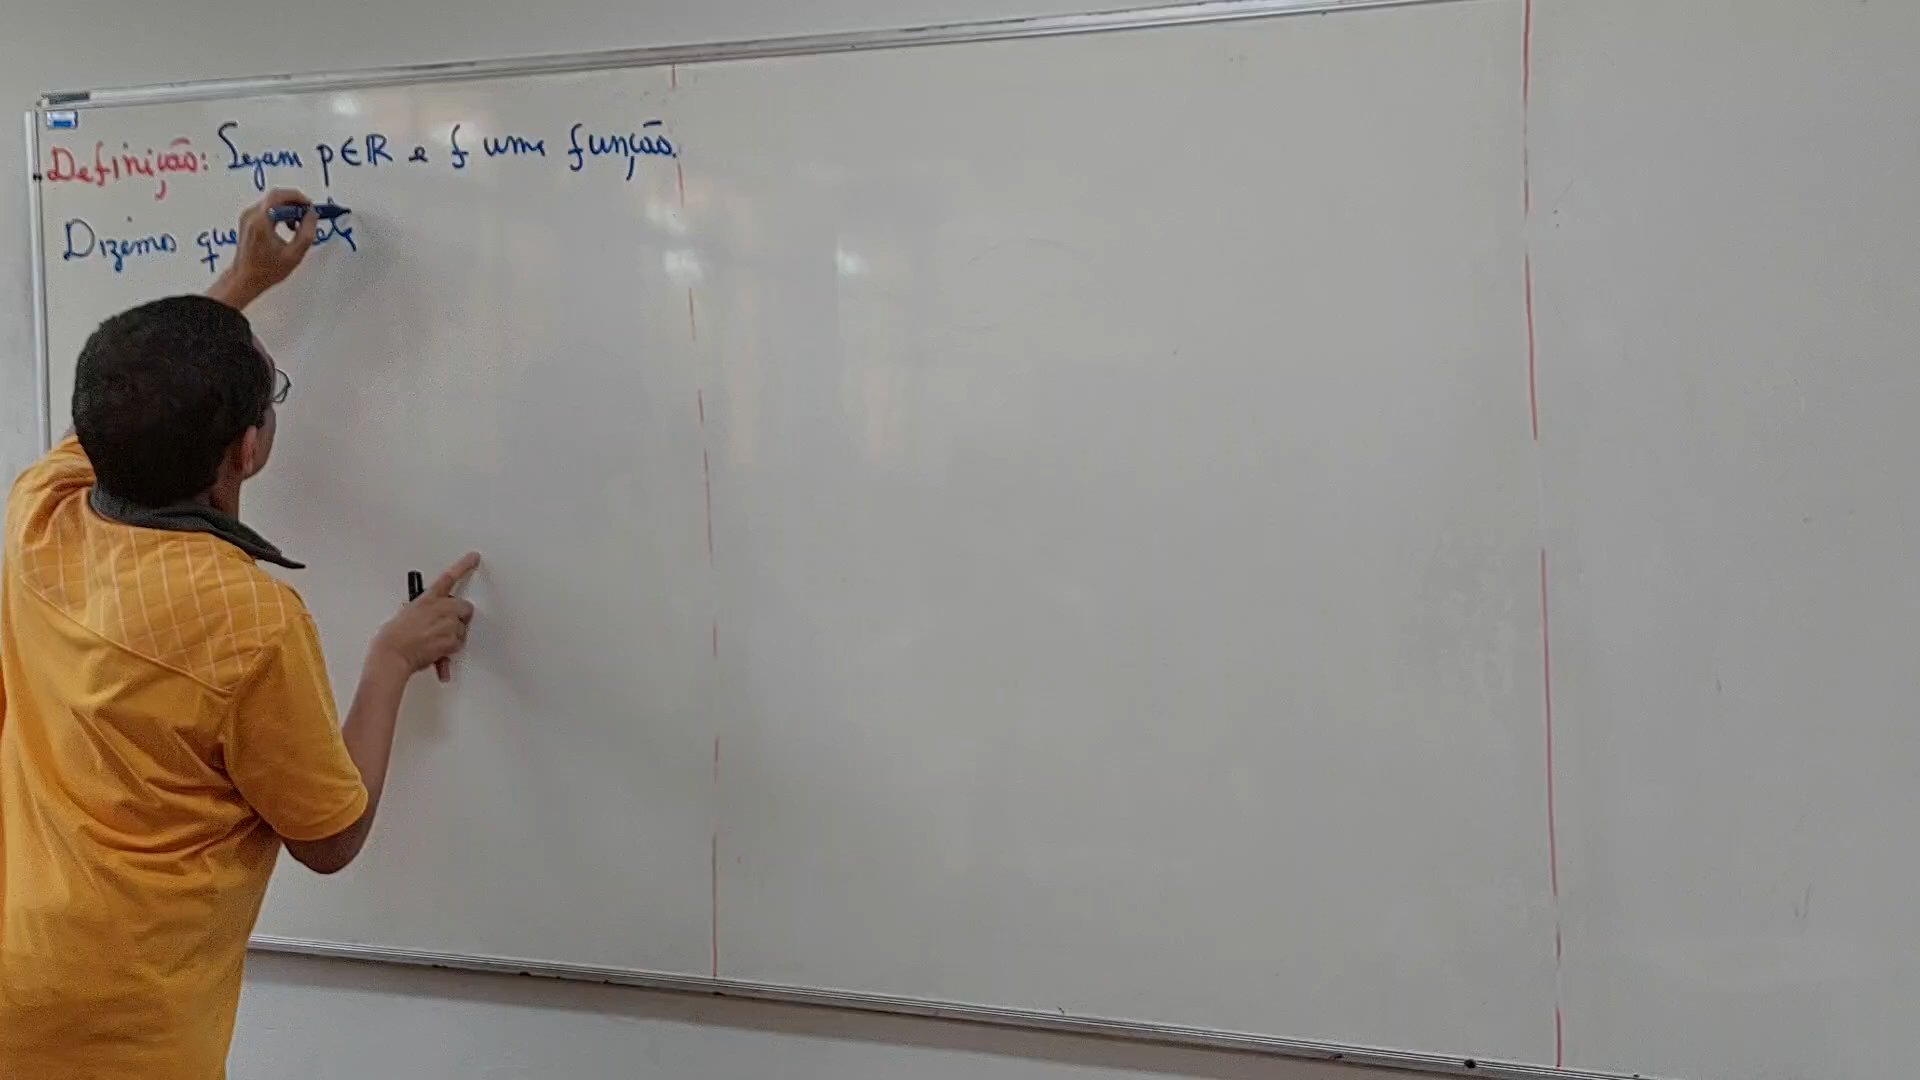 Definição: Sejam p∈ℝ e f uma função.
Dizemos que